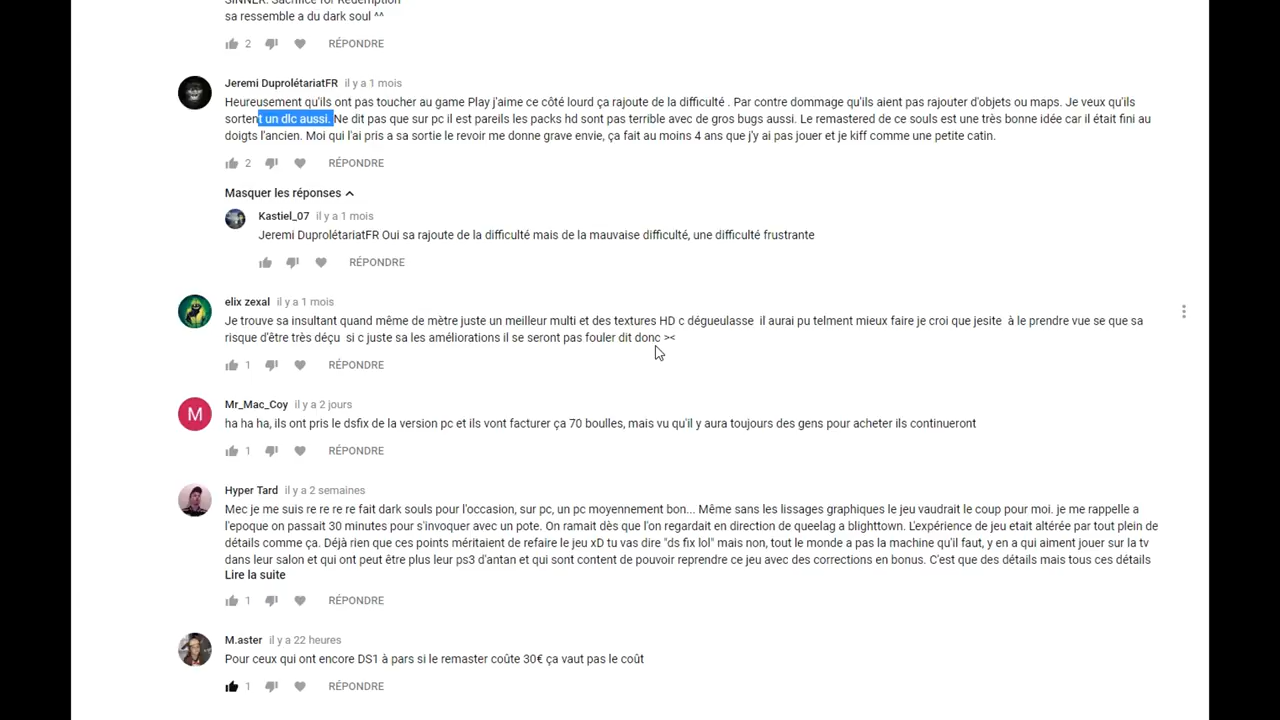 SINNER: Sacrifice for Redemption
sa ressemble a du dark soul ^^
2 RÉPONDRE
Jeremi DuprolétariatFR il y a 1 mois
Heureusement qu'ils ont pas toucher au game Play j'aime ce côté lourd ça rajoute de la difficulté . Par contre dommage qu'ils aient pas rajouter d'objets ou maps. Je veux qu'ils
sortent un dlc aussi. Ne dit pas que sur pc il est pareils les packs hd sont pas terrible avec de gros bugs aussi. Le remastered de ce souls est une très bonne idée car il était fini au
doigts l'ancien. Moi qui l'ai pris a sa sortie le revoir me donne grave envie, ça fait au moins 4 ans que j'y ai pas jouer et je kiff comme une petite catin.
2 RÉPONDRE
Masquer les réponses
Kastiel_07 il y a 1 mois
Jeremi DuprolétariatFR Oui sa rajoute de la difficulté mais de la mauvaise difficulté, une difficulté frustrante
RÉPONDRE
elix zexal il y a 1 mois
Je trouve sa insultant quand même de mètre juste un meilleur multi et des textures HD c dégueulasse il aurai pu telment mieux faire je croi que jesite à le prendre vue se que sa
risque d'être très déçu si c juste sa les améliorations il se seront pas fouler dit donc ><
1 RÉPONDRE
M
Mr_Mac_Coy il y a 2 jours
ha ha ha, ils ont pris le dsfix de la version pc et ils vont facturer ça 70 boulles, mais vu qu'il y aura toujours des gens pour acheter ils continueront
1 RÉPONDRE
Hyper Tard il y a 2 semaines
Mec je me suis re re re re fait dark souls pour l'occasion, sur pc, un pc moyennement bon... Même sans les lissages graphiques le jeu vaudrait le coup pour moi. je me rappelle a
l'epoque on passait 30 minutes pour s'invoquer avec un pote. On ramait dès que l'on regardait en direction de queelag a blighttown. L'expérience de jeu etait altérée par tout plein de
détails comme ça. Déjà rien que ces points méritaient de refaire le jeu xD tu vas dire "ds fix lol" mais non, tout le monde a pas la machine qu'il faut, y en a qui aiment jouer sur la tv
dans leur salon et qui ont peut être plus leur ps3 d'antan et qui sont content de pouvoir reprendre ce jeu avec des corrections en bonus. C'est que des détails mais tous ces détails
Lire la suite
1 RÉPONDRE
M.aster il y a 22 heures
Pour ceux qui ont encore DS1 à pars si le remaster coûte 30€ ça vaut pas le coût
1 RÉPONDRE